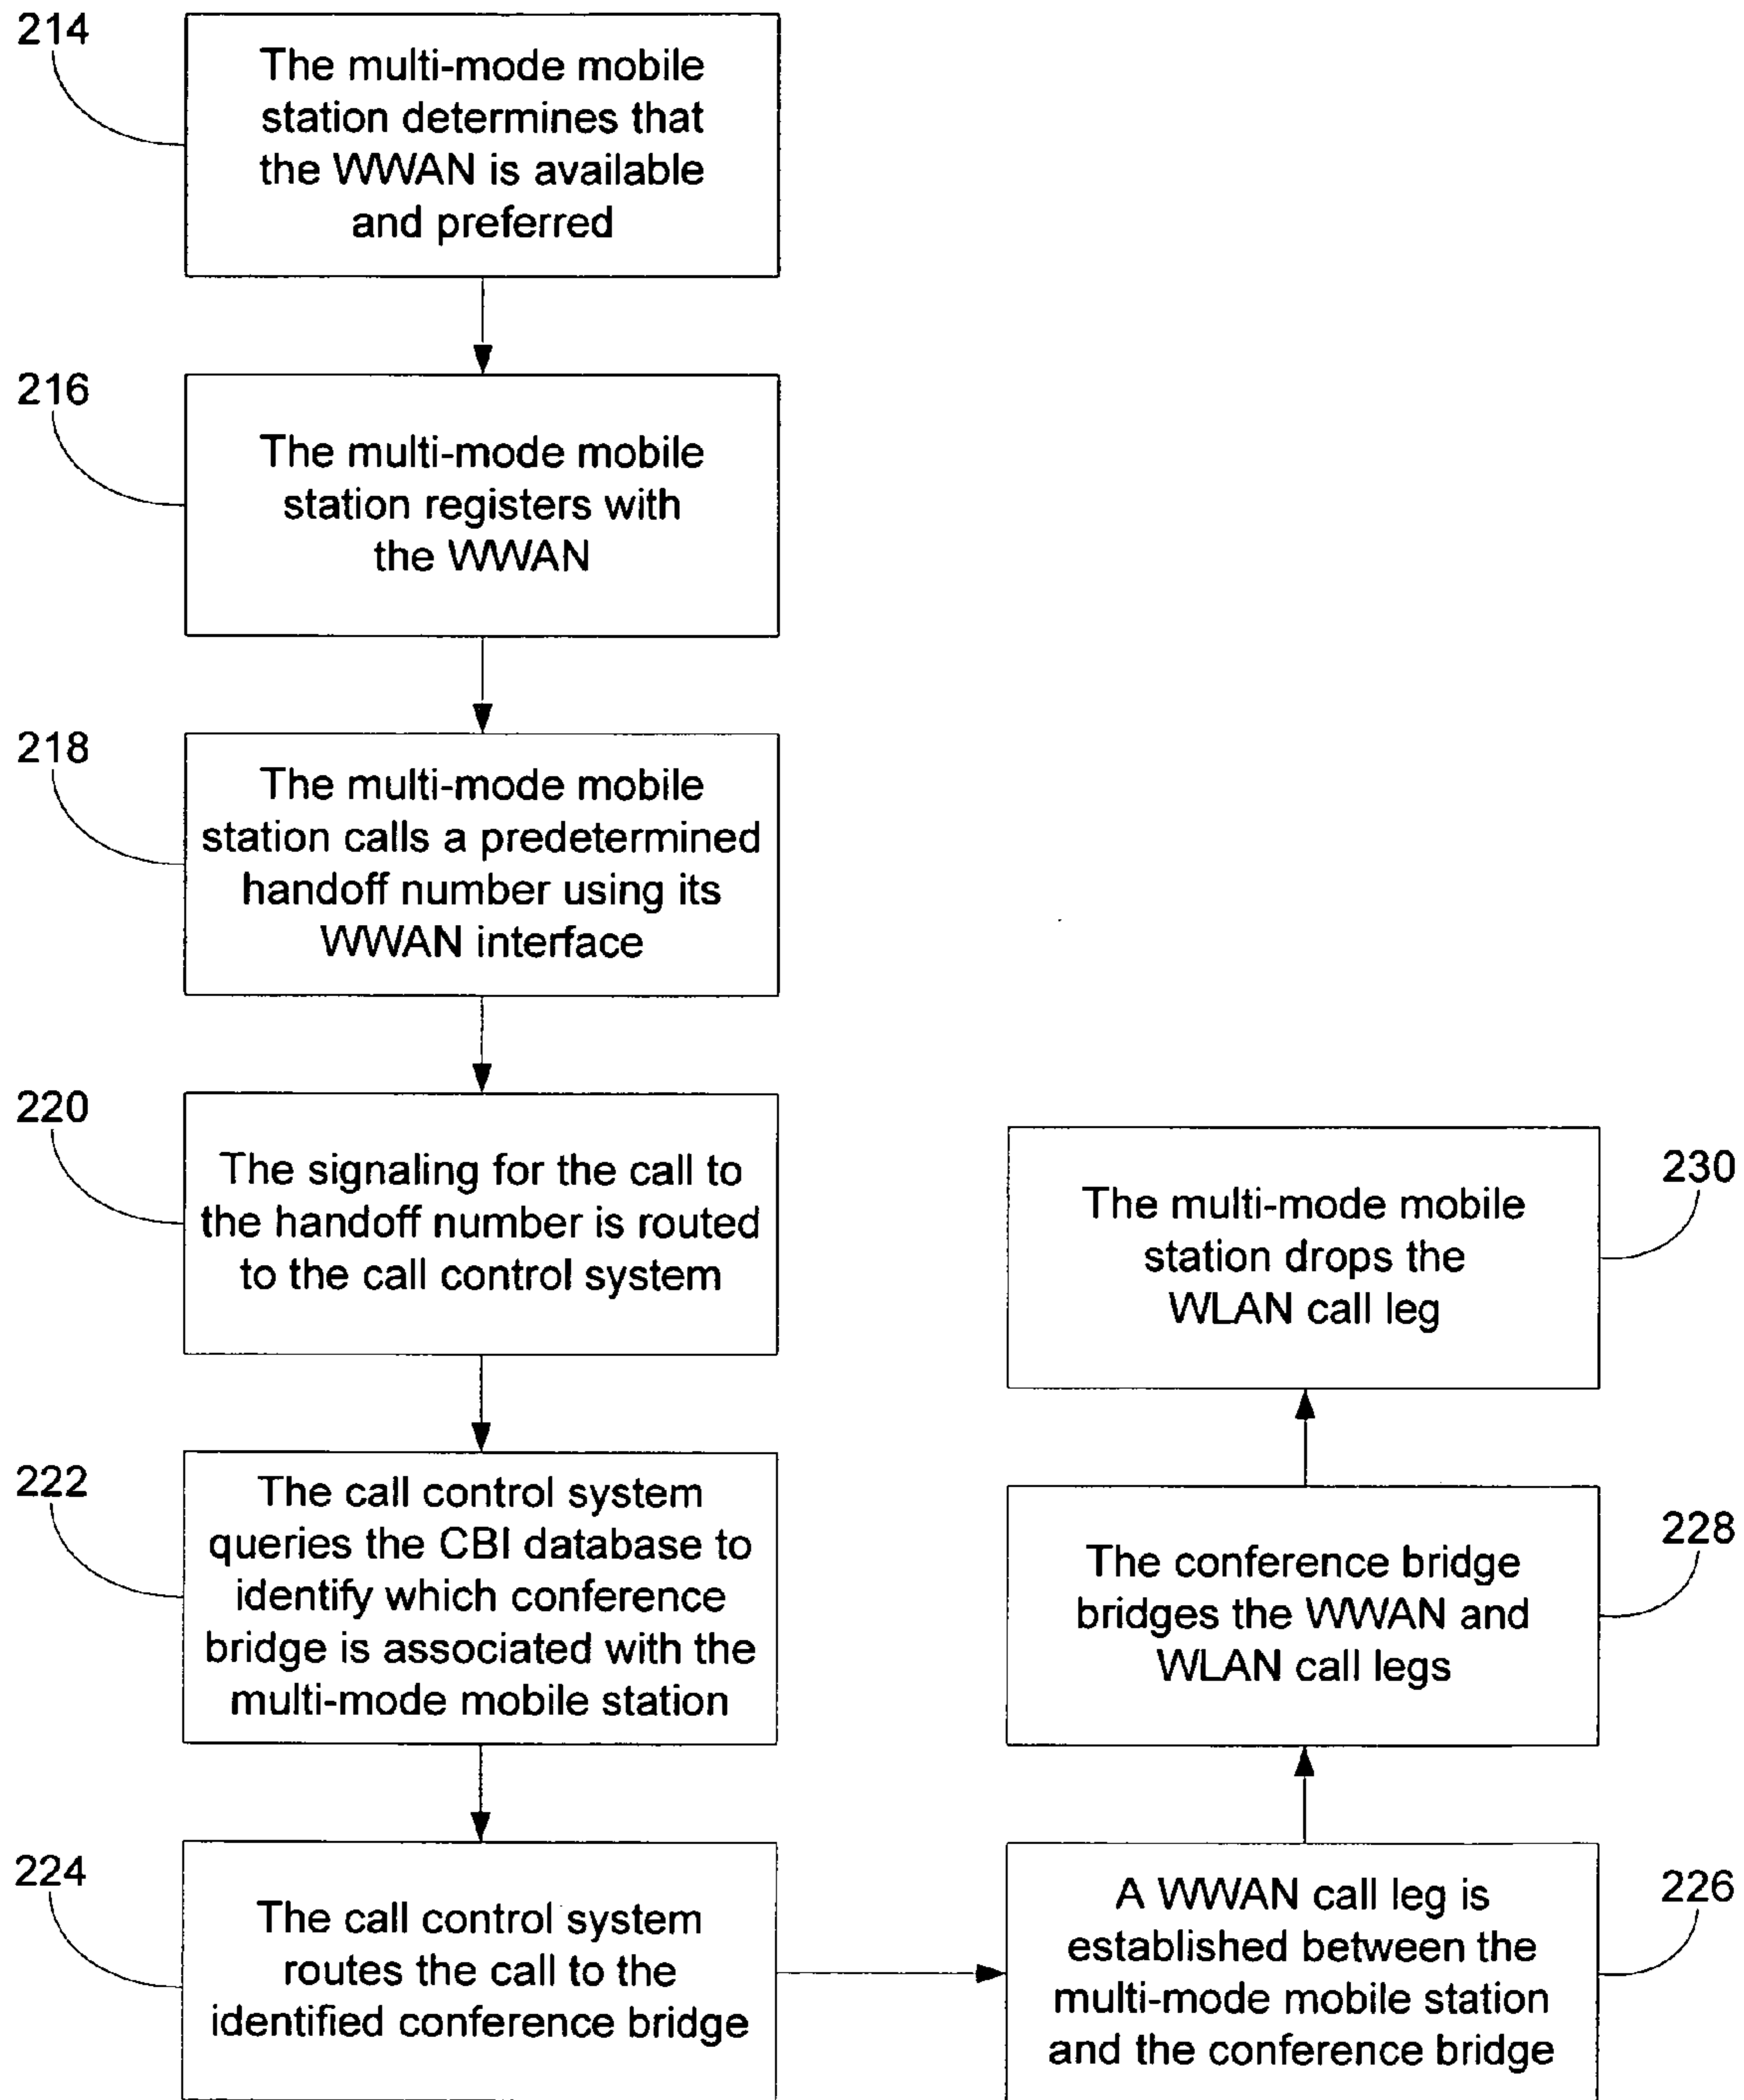 214
The multi-mode mobile
station determines that
the WWAN is available
and preferred
216
The multi-mode mobile
station registers with
the WWAN
218
The multi-mode mobile
station calls a predetermined
handoff number using its
WWAN interface
220
The signaling for the call to
the handoff number is routed
to the call control system
222
The call control system
queries the CBI database to
identify which conference
bridge is associated with the
multi-mode mobile station
224
The call control system
routes the call to the
identified conference bridge
226
A WWAN call leg is
established between the
multi-mode mobile station
and the conference bridge
228
The conference bridge
bridges the WWAN and
WLAN call legs
230
The multi-mode mobile
station drops the
WLAN call leg